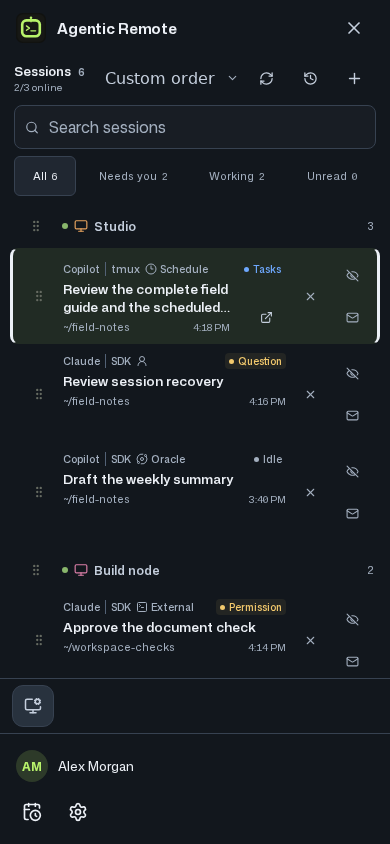 Agentic Remote
Sessions 6
2/3 online
Custom order
Search sessions
All 6
Needs you 2
Working 2
Unread 0
Studio
3
Copilot | tmux Schedule
Tasks
Review the complete field
guide and the scheduled...
~/field-notes
4:18 PM
Claude | SDK
Question
Review session recovery
~/field-notes
4:16 PM
Copilot | SDK Oracle
Idle
Draft the weekly summary
~/field-notes
3:40 PM
Build node
2
Claude | SDK External
Permission
Approve the document check
~/workspace-checks
4:14 PM
AM
Alex Morgan